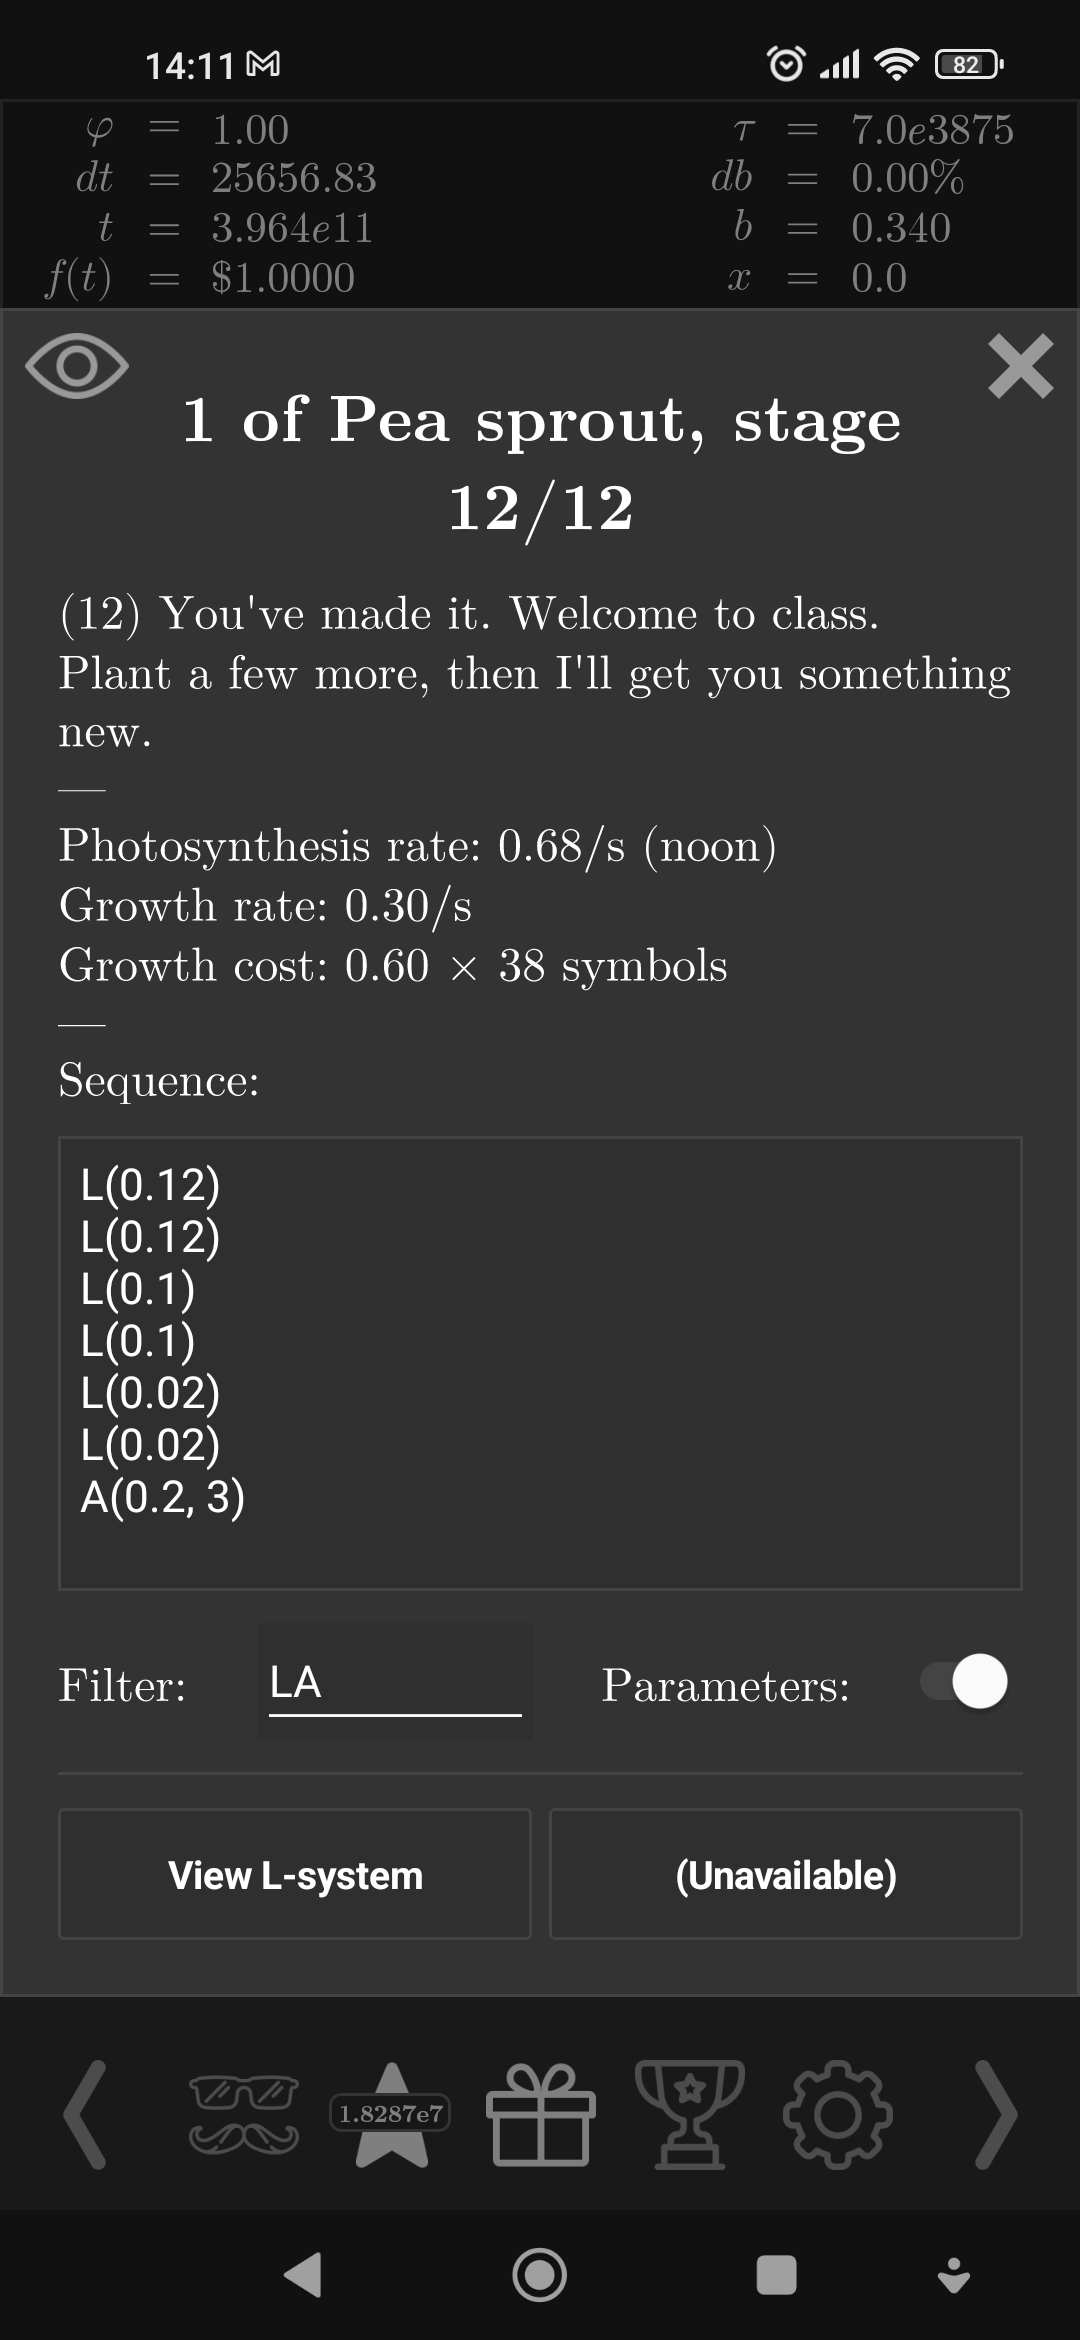 14:11
82
φ = 1.00
τ = 7.0e3875
dt = 25656.83
db = 0.00%
t = 3.964e11
b = 0.340
f(t) = $1.0000
x = 0.0
1 of Pea sprout, stage
12/12
(12) You've made it. Welcome to class.
Plant a few more, then I'll get you something
new.
—
Photosynthesis rate: 0.68/s (noon)
Growth rate: 0.30/s
Growth cost: 0.60 × 38 symbols
—
Sequence:
L(0.12)
L(0.12)
L(0.1)
L(0.1)
L(0.02)
L(0.02)
A(0.2, 3)
Filter: LA
Parameters:
View L-system
(Unavailable)
1.8287e7